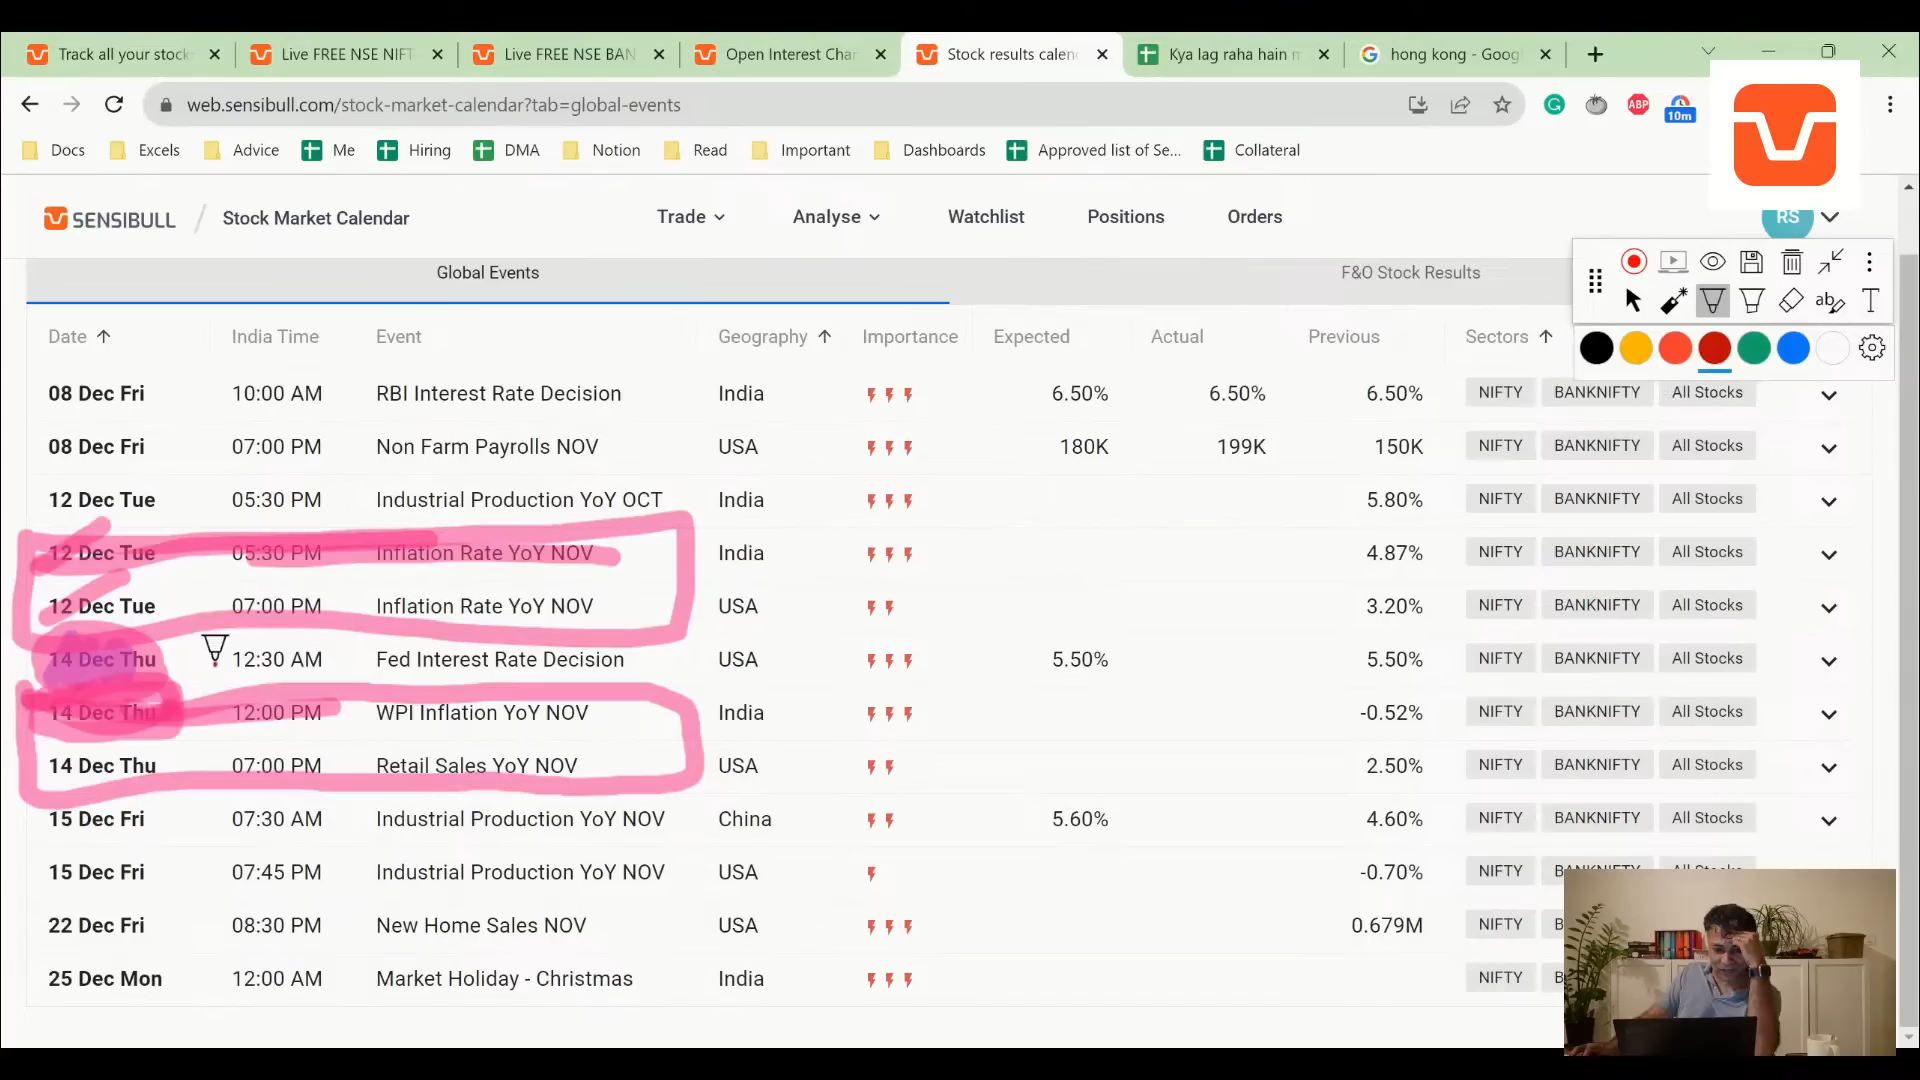 Track all your stock
Live FREE NSE NIFT
Live FREE NSE BAN
Open Interest Char
Stock results calen
Kya lag raha hain m
hong kong - Goog
web.sensibull.com/stock-market-calendar?tab=global-events
ABP
10m
Docs Excels Advice Me Hiring DMA Notion Read Important Dashboards Approved list of Se... Collateral
SENSIBULL / Stock Market Calendar Trade Analyse Watchlist Positions Orders RS
Global Events F&O Stock Results
Date India Time Event Geography Importance Expected Actual Previous Sectors
08 Dec Fri 10:00 AM RBI Interest Rate Decision India 6.50% 6.50% 6.50% NIFTY BANKNIFTY All Stocks
08 Dec Fri 07:00 PM Non Farm Payrolls NOV USA 180K 199K 150K NIFTY BANKNIFTY All Stocks
12 Dec Tue 05:30 PM Industrial Production YoY OCT India 5.80% NIFTY BANKNIFTY All Stocks
12 Dec Tue 05:30 PM Inflation Rate YoY NOV India 4.87% NIFTY BANKNIFTY All Stocks
12 Dec Tue 07:00 PM Inflation Rate YoY NOV USA 3.20% NIFTY BANKNIFTY All Stocks
14 Dec Thu 12:30 AM Fed Interest Rate Decision USA 5.50% 5.50% NIFTY BANKNIFTY All Stocks
14 Dec Thu 12:00 PM WPI Inflation YoY NOV India -0.52% NIFTY BANKNIFTY All Stocks
14 Dec Thu 07:00 PM Retail Sales YoY NOV USA 2.50% NIFTY BANKNIFTY All Stocks
15 Dec Fri 07:30 AM Industrial Production YoY NOV China 5.60% 4.60% NIFTY BANKNIFTY All Stocks
15 Dec Fri 07:45 PM Industrial Production YoY NOV USA -0.70% NIFTY
22 Dec Fri 08:30 PM New Home Sales NOV USA 0.679M NIFTY
25 Dec Mon 12:00 AM Market Holiday - Christmas India NIFTY